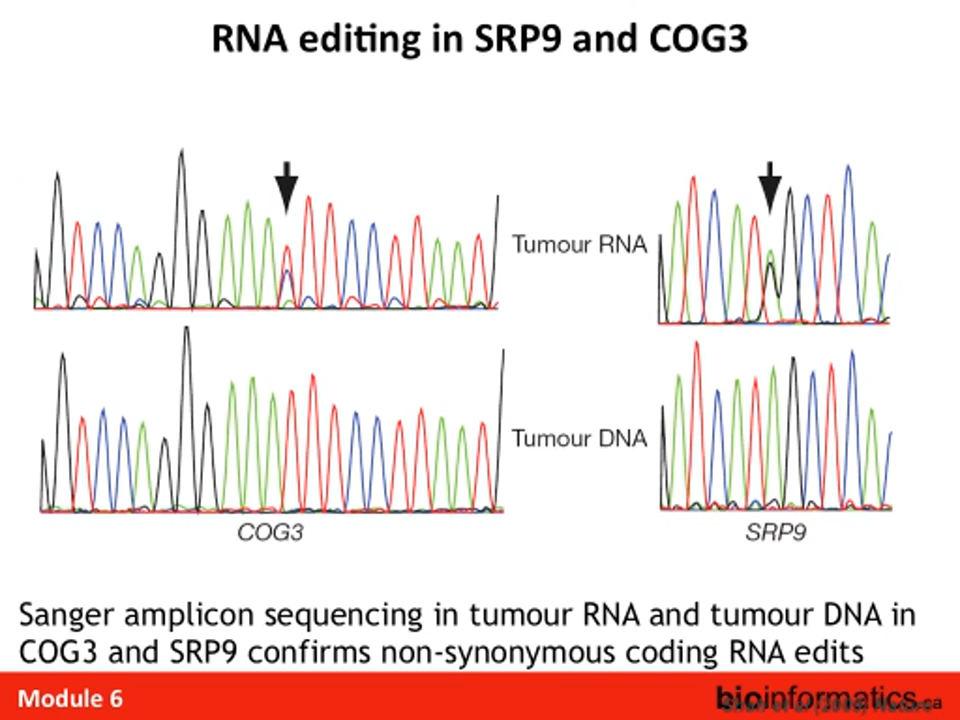 RNA editing in SRP9 and COG3
Tumour RNA
Tumour DNA
COG3
SRP9
Sanger amplicon sequencing in tumour RNA and tumour DNA in
COG3 and SRP9 confirms non-synonymous coding RNA edits
Module 6
bioinformatics.ca